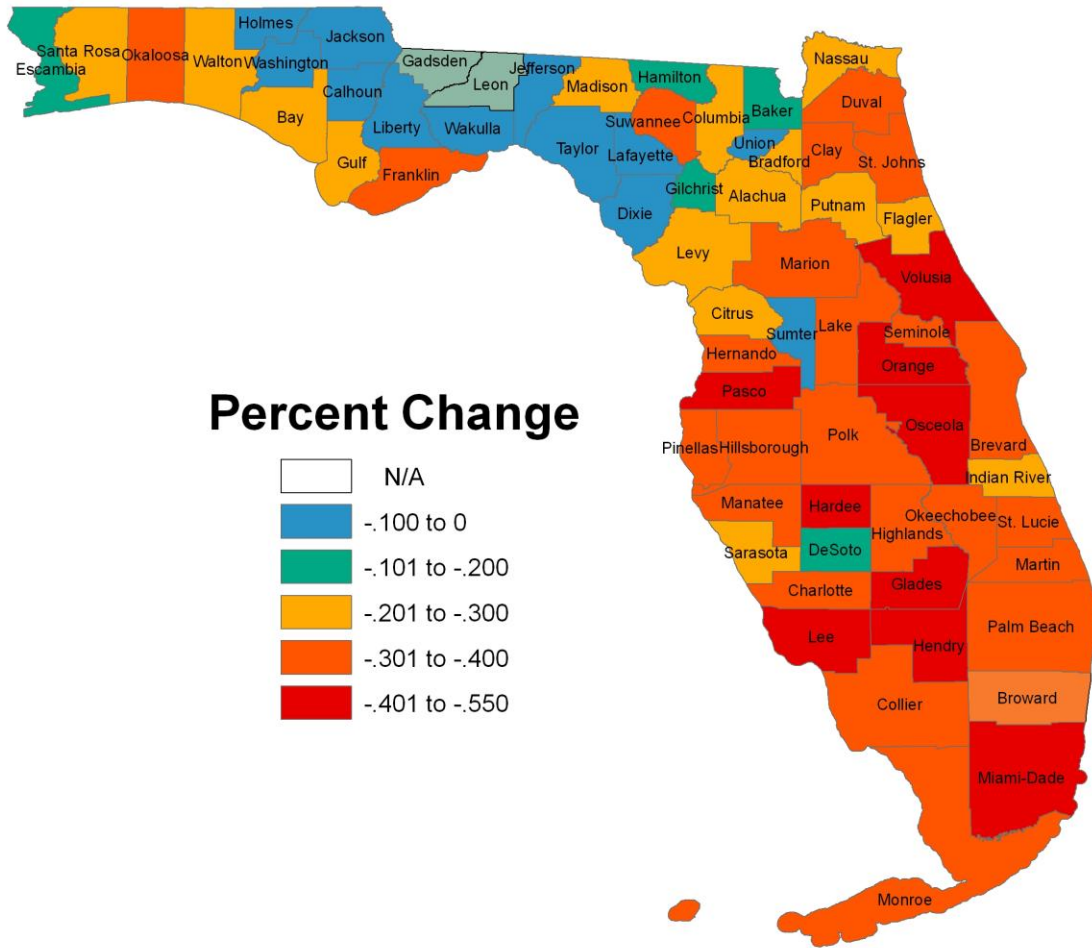 Holmes
Jackson
Santa Rosa
Okaloosa
Walton
Washington
Escambia
Gadsden
Leon
Jefferson
Madison
Hamilton
Nassau
Calhoun
Bay
Liberty
Wakulla
Taylor
Suwannee
Columbia
Baker
Duval
Lafayette
Union
Bradford
Clay
St. Johns
Gulf
Franklin
Dixie
Gilchrist
Alachua
Putnam
Flagler
Levy
Marion
Volusia
Citrus
Sumter
Lake
Seminole
Hernando
Orange
Pasco
Osceola
Pinellas
Hillsborough
Polk
Brevard
Indian River
Manatee
Hardee
Highlands
Okeechobee
St. Lucie
Sarasota
DeSoto
Martin
Charlotte
Glades
Lee
Hendry
Palm Beach
Collier
Broward
Miami-Dade
Monroe
Percent Change
N/A
-.100 to 0
-.101 to -.200
-.201 to -.300
-.301 to -.400
-.401 to -.550